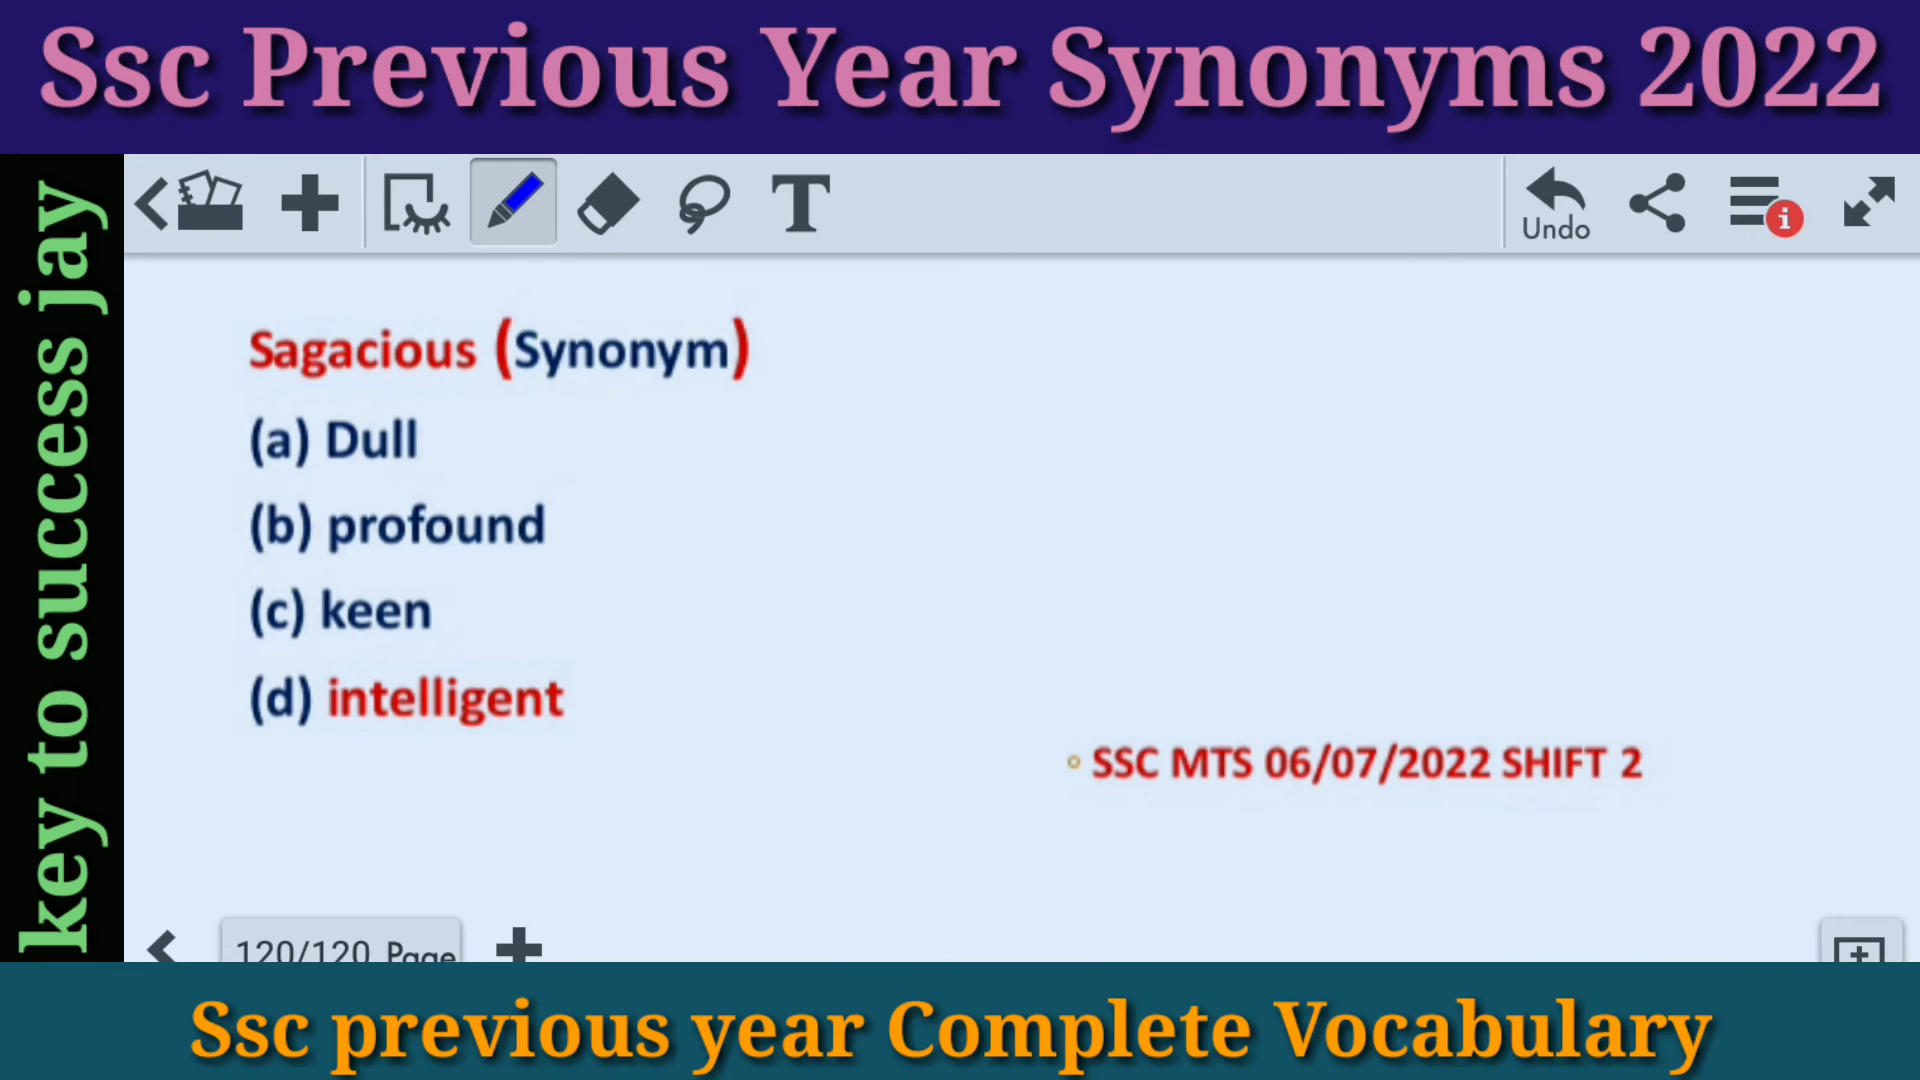 Ssc Previous Year Synonyms 2022
key to success jay
T
Undo
i
Sagacious (Synonym)
(a) Dull
(b) profound
(c) keen
(d) intelligent
SSC MTS 06/07/2022 SHIFT 2
120/120 Page
Ssc previous year Complete Vocabulary